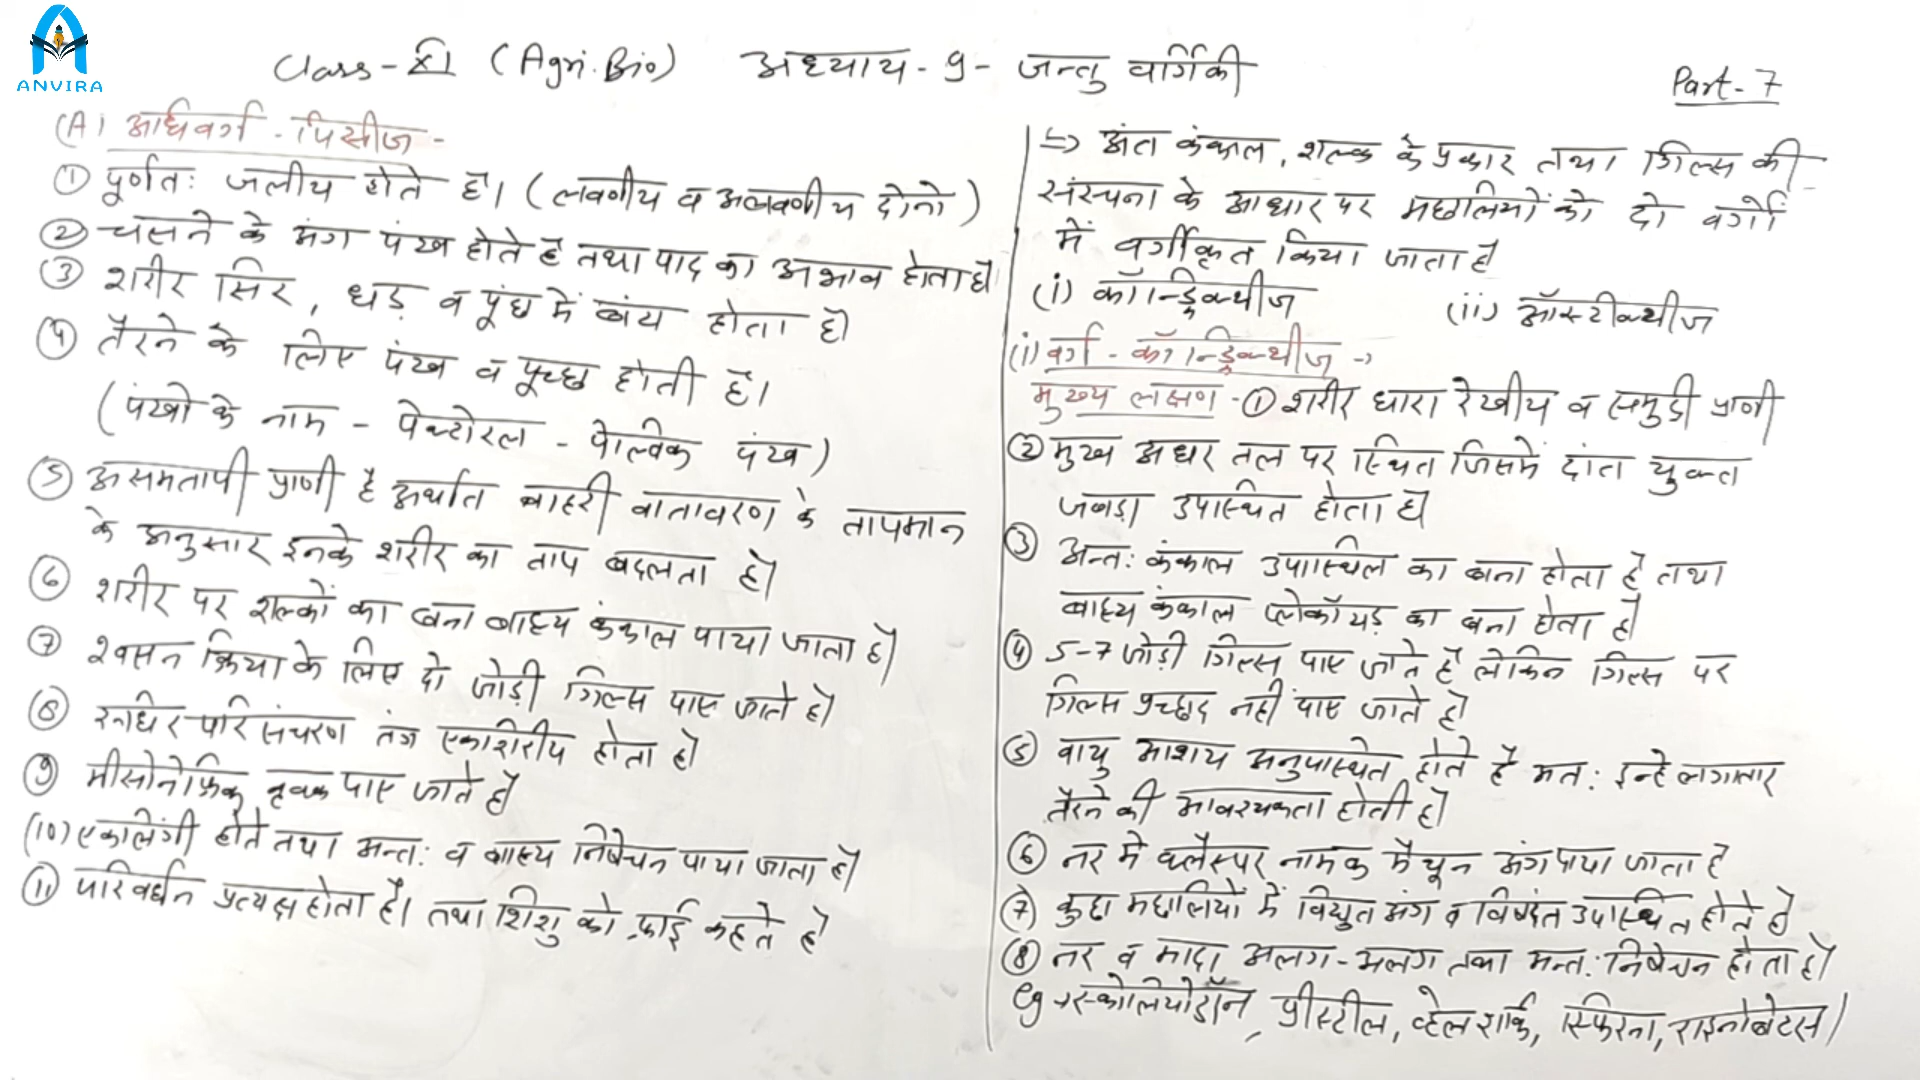 ANVIRA
Class-XI (Agri.Bio) अध्याय-9- जन्तु वर्गिकी
Part-7
(A) अधिवर्ग - पिसीज -
① पूर्णतः जलीय होते है। (लवणीय व अलवणीय दोनो)
② चलने के अंग पंख होते है तथा पाद का अभाव होता है।
③ शरीर सिर, धड़ व पूंछ में बंटा होता है।
④ तैरने के लिए पंख व पूच्छ होती है।
(पंखो के नाम - पेक्टोरल - पेल्विक पंख)
⑤ असमतापी प्राणी है अर्थात बाहरी वातावरण के तापमान
के अनुसार इनके शरीर का ताप बदलता है।
⑥ शरीर पर शल्कों का बना बाह्य कंकाल पाया जाता है।
⑦ श्वसन क्रिया के लिए दो जोड़ी गिल्स पाए जाते है।
⑧ रूधिर परिसंचरण तंत्र एकशिरीय होता है।
⑨ मीसोनेफ्रिक वृक्क पाए जाते है।
(10) एकलिंगी होते तथा अन्तः व बाह्य निषेचन पाया जाता है।
⑪ परिवर्धन प्रत्यक्ष होता है। तथा शिशु को फ्राई कहते है।
=> अंतः कंकाल, शल्क के प्रकार तथा गिल्स की
संरचना के आधार पर मछलियों को दो वर्गो
में वर्गीकृत किया जाता है।
(i) कॉन्ड्रिक्थीज (ii) ऑस्टीक्थीज
(i) वर्ग - कॉन्ड्रिक्थीज ->
मुख्य लक्षण - ① शरीर धारा रेखीय व समुद्री प्राणी
② मुख अधर तल पर स्थित जिसमें दांत युक्त
जबड़ा उपस्थित होता है।
③ अन्तः कंकाल उपास्थिल का बना होता है तथा
बाह्य कंकाल प्लेकॉयड़ का बना होता है।
④ 5-7 जोड़ी गिल्स पाए जाते है लेकिन गिल्स पर
गिल्स प्रच्छद नहीं पाए जाते है।
⑤ वायु आशय अनुपास्थेत होते है अतः इन्हे लगातार
तैरने की आवश्यकता होती है।
⑥ नर मे क्लैस्पर नामक मैथून अंग पाया जाता है
⑦ कुछ मछलियों में विद्युत अंग व विषदंत उपास्थित होते है
⑧ नर व मादा अलग-अलग तथा अन्तः निषेचन होता है।
eg → स्कोलियोडॉन, प्रीस्टील, व्हेल शार्क, स्फिरना, राइनोबेटस।